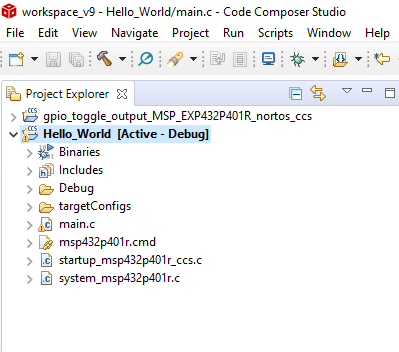 workspace_v9 - Hello_World/main.c - Code Composer Studio
File Edit View Navigate Project Run Scripts Window Help
Project Explorer
gpio_toggle_output_MSP_EXP432P401R_nortos_ccs
Hello_World [Active - Debug]
Binaries
Includes
Debug
targetConfigs
main.c
msp432p401r.cmd
startup_msp432p401r_ccs.c
system_msp432p401r.c